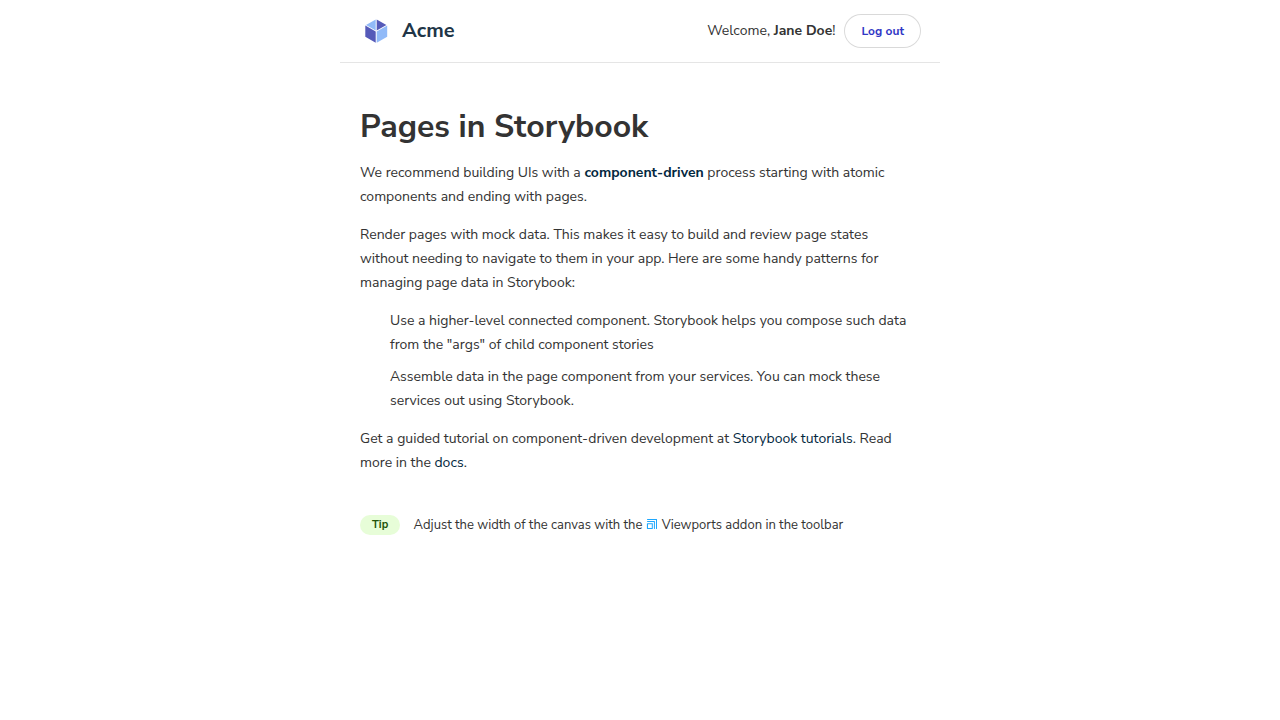 Acme
Welcome, Jane Doe!
Log out
Pages in Storybook
We recommend building UIs with a component-driven process starting with atomic
components and ending with pages.
Render pages with mock data. This makes it easy to build and review page states
without needing to navigate to them in your app. Here are some handy patterns for
managing page data in Storybook:
Use a higher-level connected component. Storybook helps you compose such data
from the "args" of child component stories
Assemble data in the page component from your services. You can mock these
services out using Storybook.
Get a guided tutorial on component-driven development at Storybook tutorials. Read
more in the docs.
Tip
Adjust the width of the canvas with the Viewports addon in the toolbar